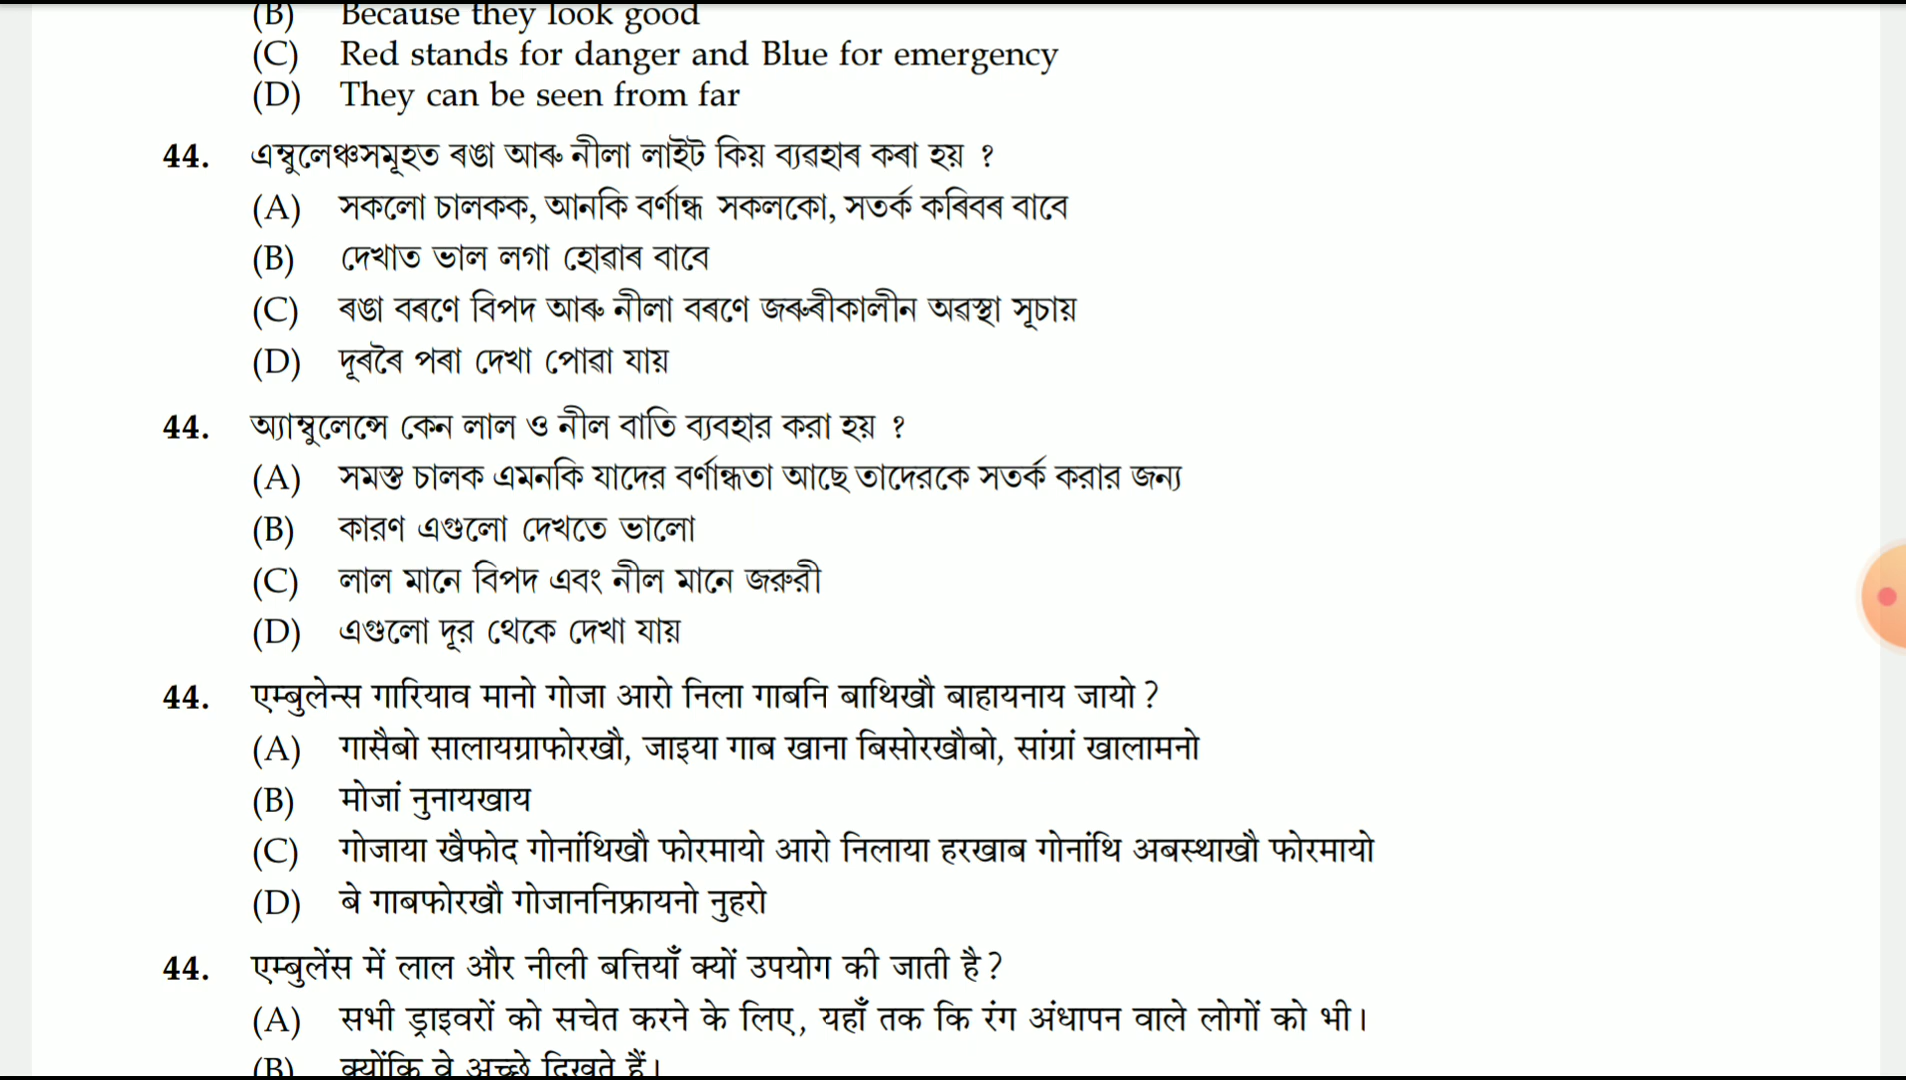 (B) Because they look good
(C) Red stands for danger and Blue for emergency
(D) They can be seen from far
44. এম্বুলেঞ্চসমূহত ৰঙা আৰু নীলা লাইট কিয় ব্যৱহাৰ কৰা হয় ?
(A) সকলো চালকক, আনকি বৰ্ণান্ধ সকলকো, সতৰ্ক কৰিবৰ বাবে
(B) দেখাত ভাল লগা হোৱাৰ বাবে
(C) ৰঙা বৰণে বিপদ আৰু নীলা বৰণে জৰুৰীকালীন অৱস্থা সূচায়
(D) দূৰৰৈ পৰা দেখা পোৱা যায়
44. অ্যাম্বুলেন্সে কেন লাল ও নীল বাতি ব্যবহার করা হয় ?
(A) সমস্ত চালক এমনকি যাদের বর্ণান্ধতা আছে তাদেরকে সতর্ক করার জন্য
(B) কারণ এগুলো দেখতে ভালো
(C) লাল মানে বিপদ এবং নীল মানে জরুরী
(D) এগুলো দূর থেকে দেখা যায়
44. एम्बुलेन्स गारियाव मानो गोजा आरो निला गाबनि बाथिखौ बाहायनाय जायो ?
(A) गासैबो सालायग्राफोरखौ, जाइया गाब खाना बिसोरखौबो, सांग्रां खालामनो
(B) मोजां नुनायखाय
(C) गोजाया खैफोद गोनांथिखौ फोरमायो आरो निलाया हरखाब गोनांथि अबस्थाखौ फोरमायो
(D) बे गाबफोरखौ गोजाननिफ्रायनो नुहरो
44. एम्बुलेंस में लाल और नीली बत्तियाँ क्यों उपयोग की जाती है ?
(A) सभी ड्राइवरों को सचेत करने के लिए, यहाँ तक कि रंग अंधापन वाले लोगों को भी।
(B) क्योंकि वे अच्छे दिखते हैं।